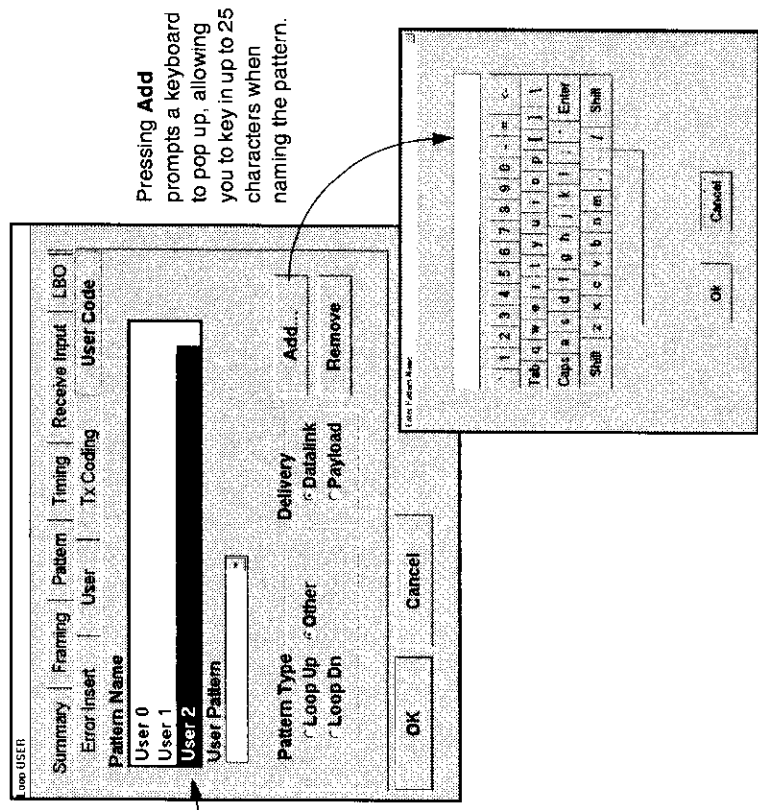 Loop USER
Summary Framing Pattern Timing Receive Input LBO
Error Insert User Tx Coding User Code
Pattern Name
User 0
User 1
User 2
User Pattern
Pattern Type Delivery
Loop Up Other Datalink
Loop Dn Payload
Add...
Remove
OK Cancel
Pressing Add
prompts a keyboard
to pop up, allowing
you to key in up to 25
characters when
naming the pattern.
Enter Pattern Name
` 1 2 3 4 5 6 7 8 9 0 - = <-
Tab q w e r t y u i o p [ ] \
Caps a s d f g h j k l ; ' Enter
Shift z x c v b n m , . / Shift
Ok Cancel